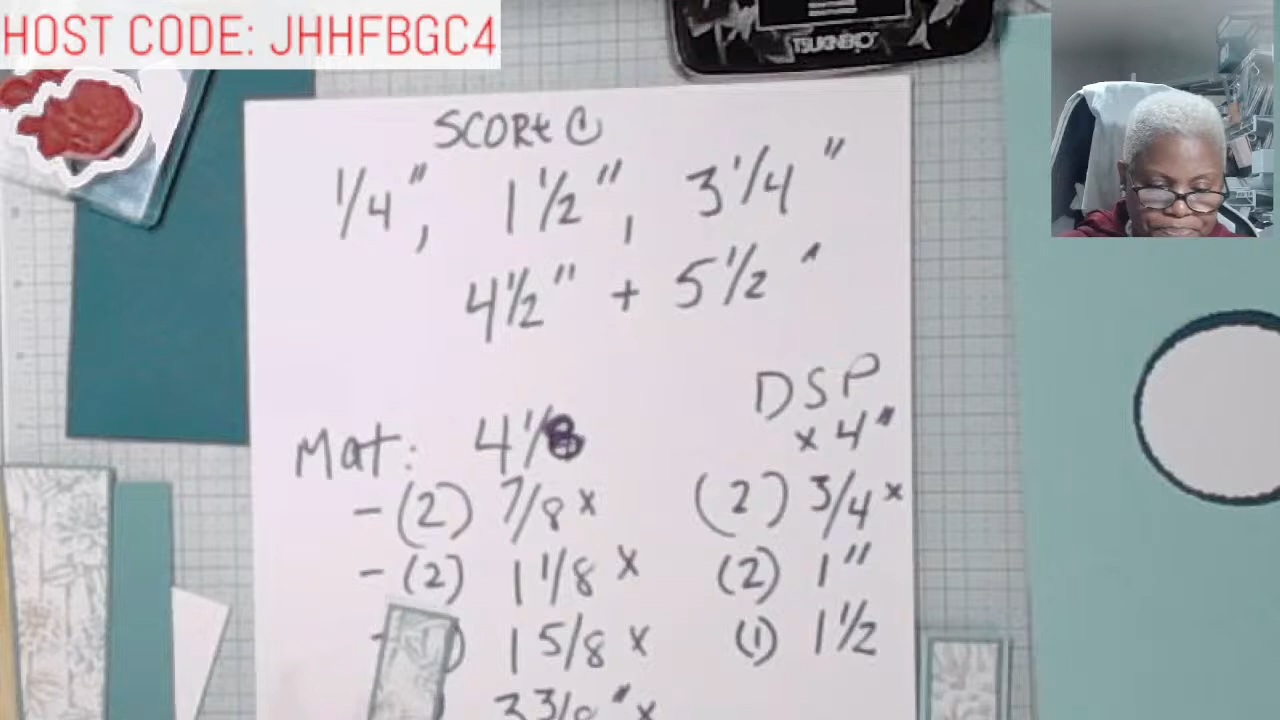 HOST CODE: JHHFBGC4
TSUKINEKO
SCORE @
1/4", 1 1/2", 3 1/4"
4 1/2" + 5 1/2"
DSP
x 4"
Mat: 4 1/8
- (2) 7/8 x
(2) 3/4 x
- (2) 1 1/8 x
(2) 1"
1 5/8 x
(1) 1 1/2